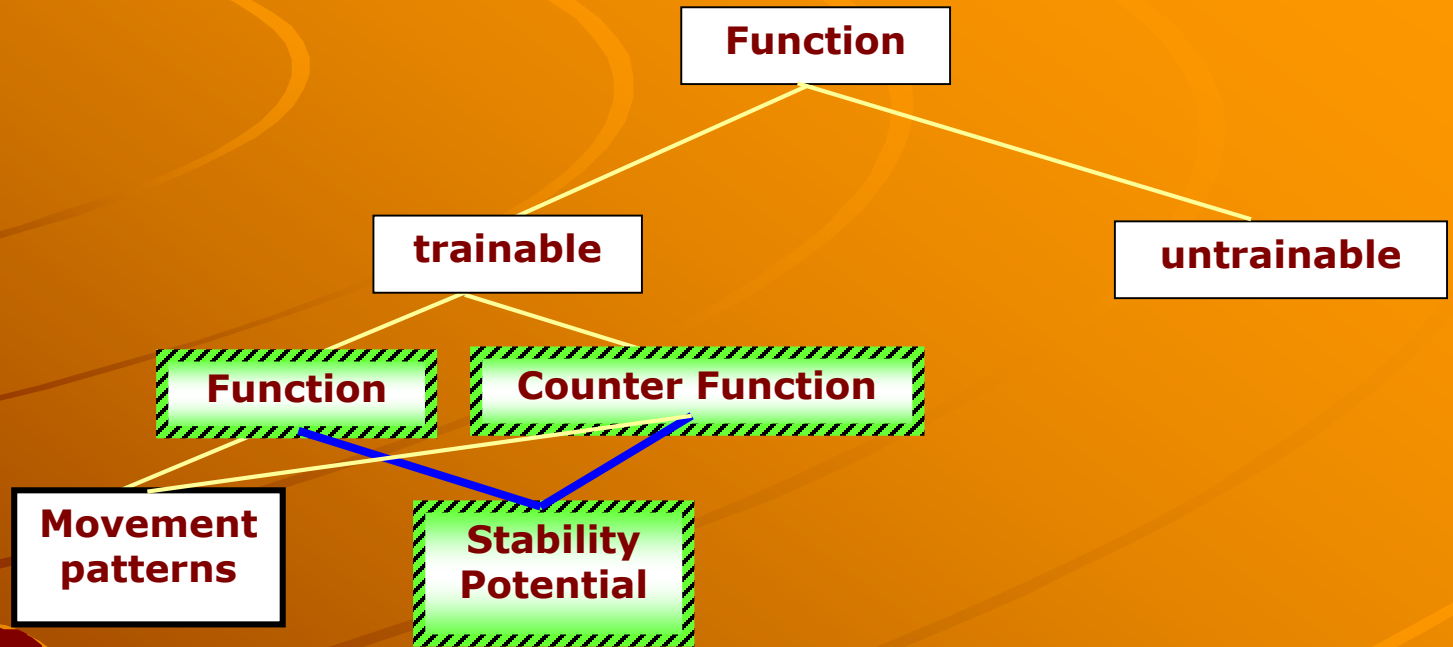 Function
trainable
untrainable
Function
Counter Function
Movement
patterns
Stability
Potential